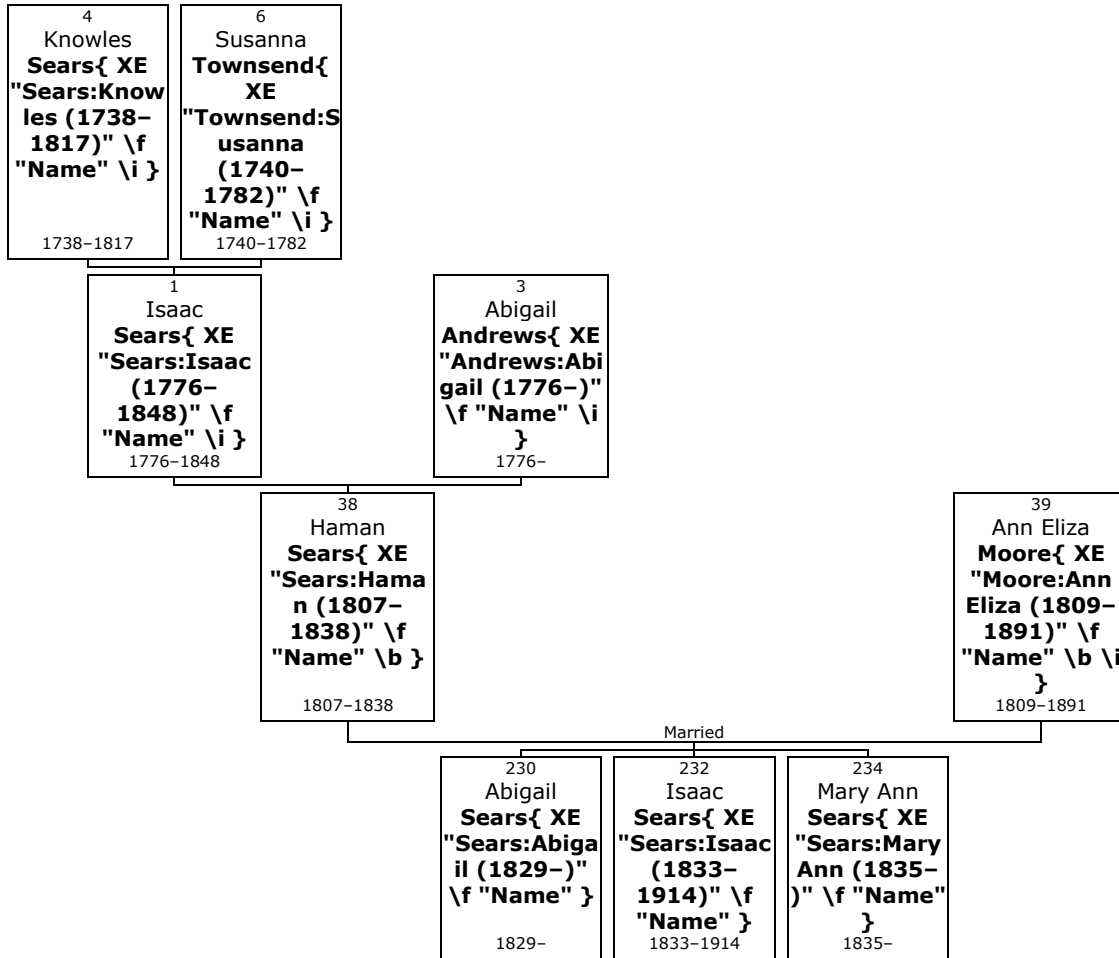 4
Knowles
Sears{ XE
"Sears:Know
les (1738–
1817)" \f
"Name" \i }
1738–1817
6
Susanna
Townsend{
XE
"Townsend:S
usanna
(1740–
1782)" \f
"Name" \i }
1740–1782
1
Isaac
Sears{ XE
"Sears:Isaac
(1776–
1848)" \f
"Name" \i }
1776–1848
3
Abigail
Andrews{ XE
"Andrews:Abi
gail (1776–)"
\f "Name" \i
}
1776–
38
Haman
Sears{ XE
"Sears:Hama
n (1807–
1838)" \f
"Name" \b }
1807–1838
39
Ann Eliza
Moore{ XE
"Moore:Ann
Eliza (1809–
1891)" \f
"Name" \b \i
}
1809–1891
Married
230
Abigail
Sears{ XE
"Sears:Abiga
il (1829–)"
\f "Name" }
1829–
232
Isaac
Sears{ XE
"Sears:Isaac
(1833–
1914)" \f
"Name" }
1833–1914
234
Mary Ann
Sears{ XE
"Sears:Mary
Ann (1835–
)" \f "Name"
}
1835–